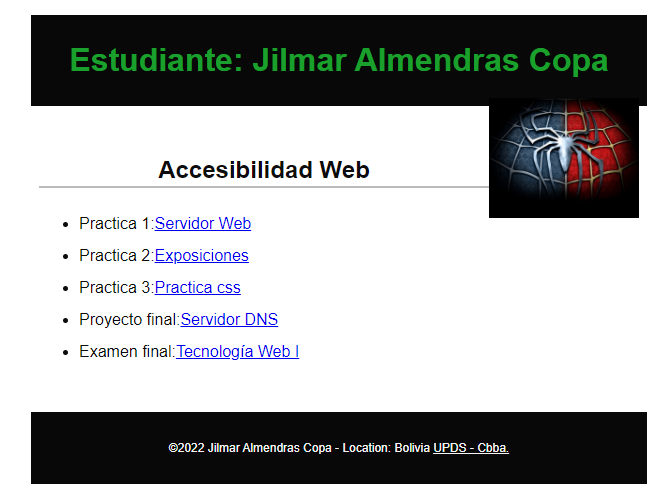 Estudiante: Jilmar Almendras Copa
Accesibilidad Web
Practica 1:Servidor Web
Practica 2:Exposiciones
Practica 3:Practica css
Proyecto final:Servidor DNS
Examen final:Tecnología Web I
©2022 Jilmar Almendras Copa - Location: Bolivia UPDS - Cbba.